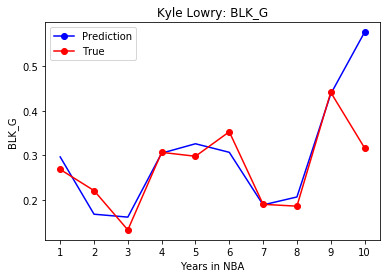 Kyle Lowry: BLK_G
Prediction
True
BLK_G
0.5
0.4
0.3
0.2
1 2 3 4 5 6 7 8 9 10
Years in NBA